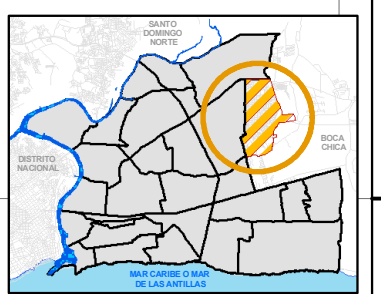 SANTO
DOMINGO
NORTE
BOCA
CHICA
DISTRITO
NACIONAL
MAR CARIBE O MAR
DE LAS ANTILLAS